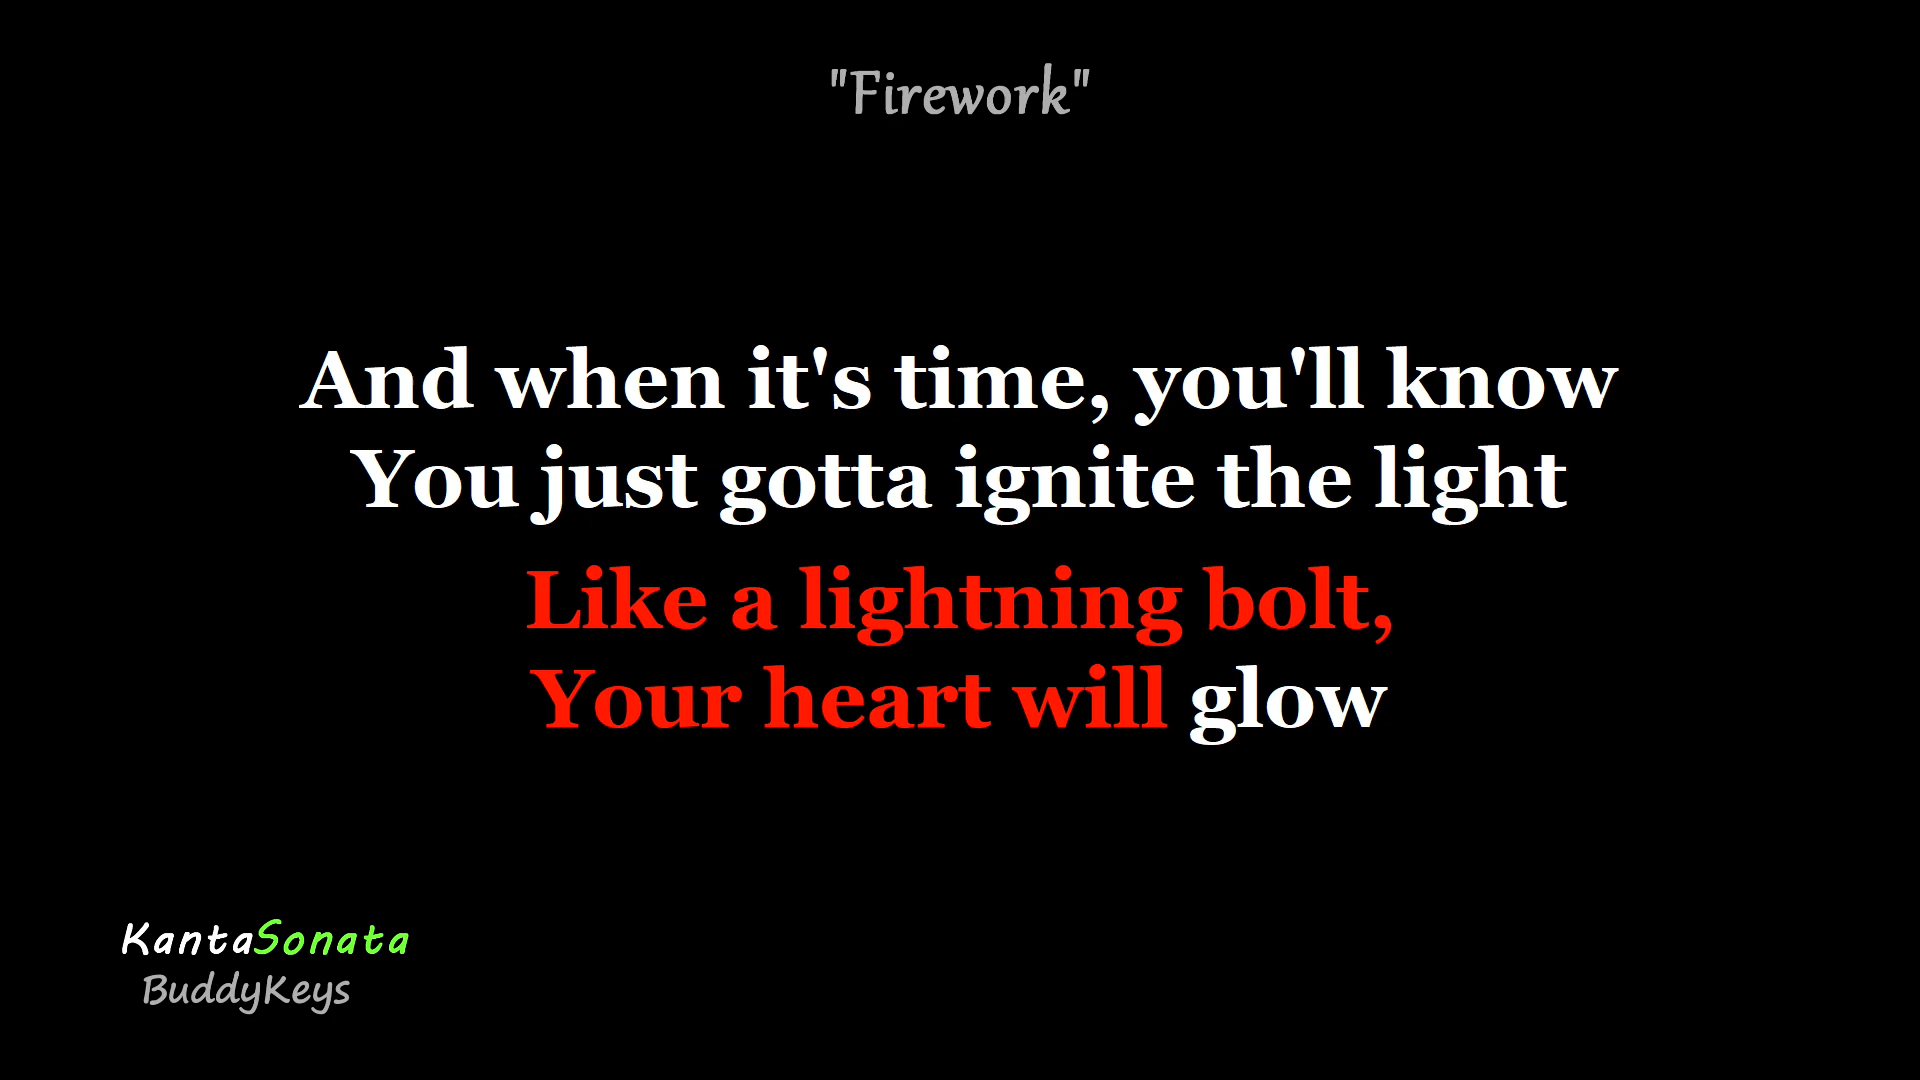 "Firework"
And when it's time, you'll know
You just gotta ignite the light
Like a lightning bolt,
Your heart will glow
KantaSonata
BuddyKeys